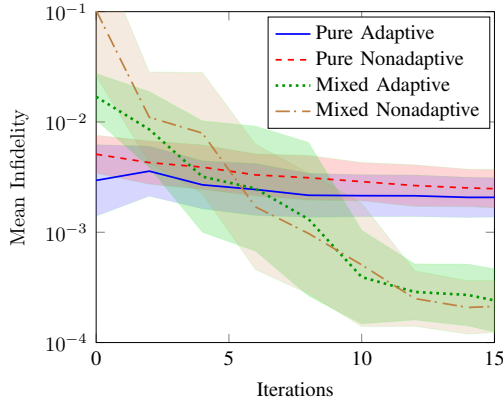 10⁻¹
10⁻²
10⁻³
10⁻⁴
Mean Infidelity
Pure Adaptive
Pure Nonadaptive
Mixed Adaptive
Mixed Nonadaptive
0 5 10 15
Iterations